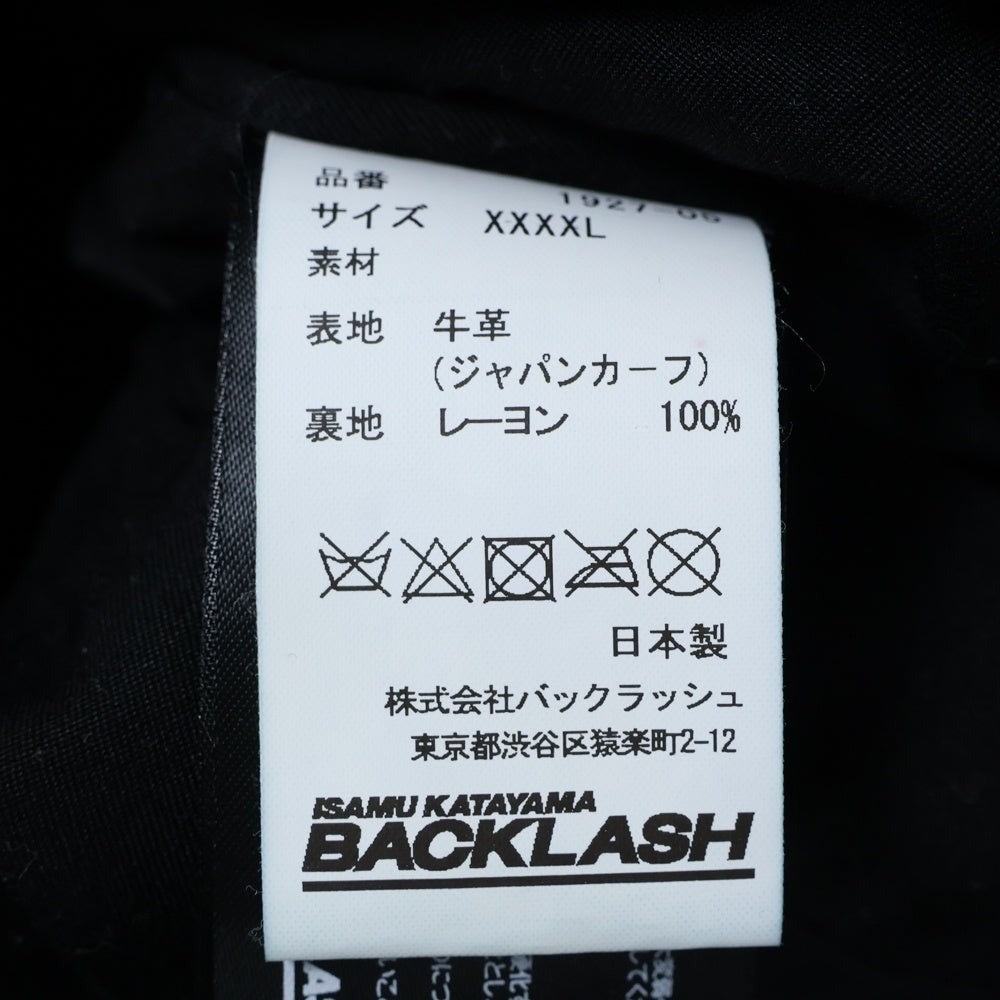 品番 1927-05
サイズ XXXXL
素材
表地 牛革
(ジャパンカーフ)
裏地 レーヨン 100%
日本製
株式会社バックラッシュ
東京都渋谷区猿楽町2-12
ISAMU KATAYAMA
BACKLASH